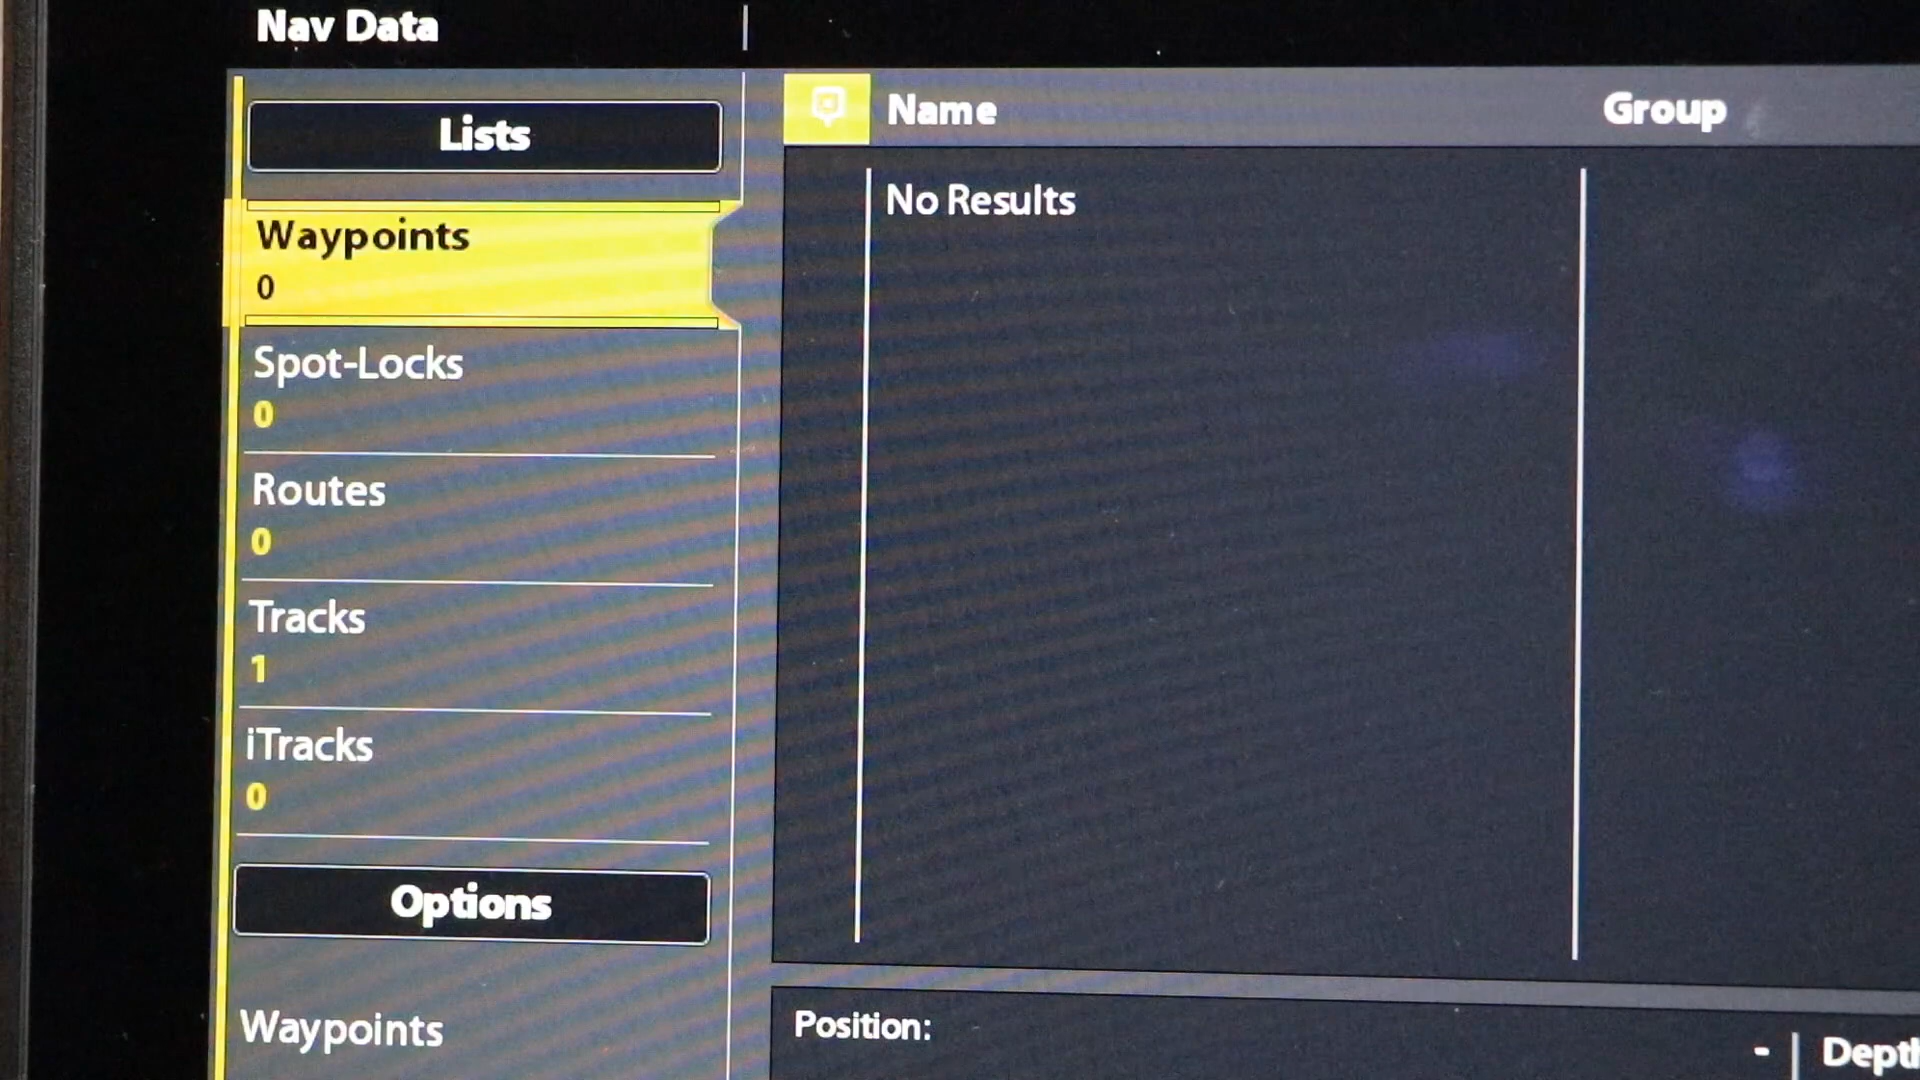 Nav Data
Lists
Name
Group
Waypoints
0
No Results
Spot-Locks
0
Routes
0
Tracks
1
iTracks
0
Options
Waypoints
Position:
-